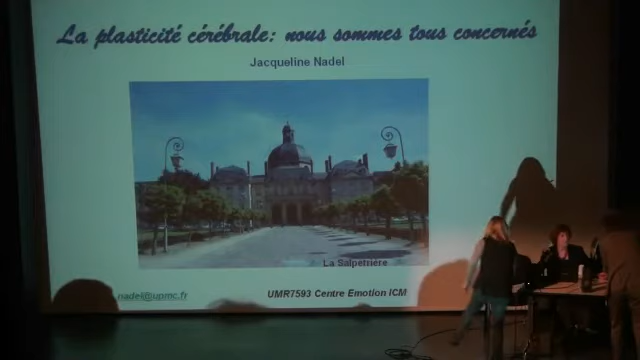 La plasticité cérébrale: nous sommes tous concernés
Jacqueline Nadel
La Salpetrière
nadel@upmc.fr
UMR7593 Centre Emotion ICM